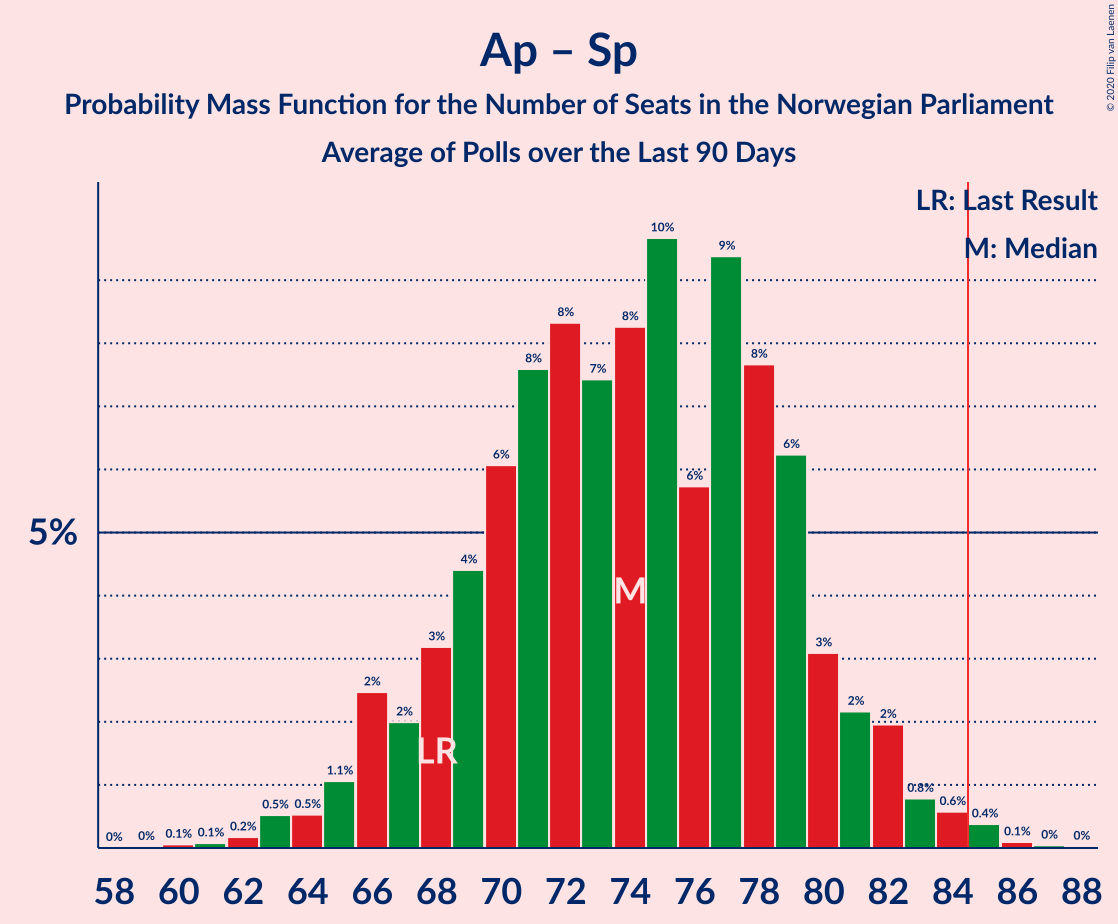 Ap – Sp
Probability Mass Function for the Number of Seats in the Norwegian Parliament
Average of Polls over the Last 90 Days
© 2020 Filip van Laenen
LR: Last Result
M: Median
5%
0% 0% 0.1% 0.1% 0.2% 0.5% 0.5% 1.1% 2% 2% 3% 4% 6% 8% 8% 7% 8% 10% 6% 9% 8% 6% 3% 2% 2% 0.8% 0.6% 0.4% 0.1% 0% 0%
LR
M
58 60 62 64 66 68 70 72 74 76 78 80 82 84 86 88